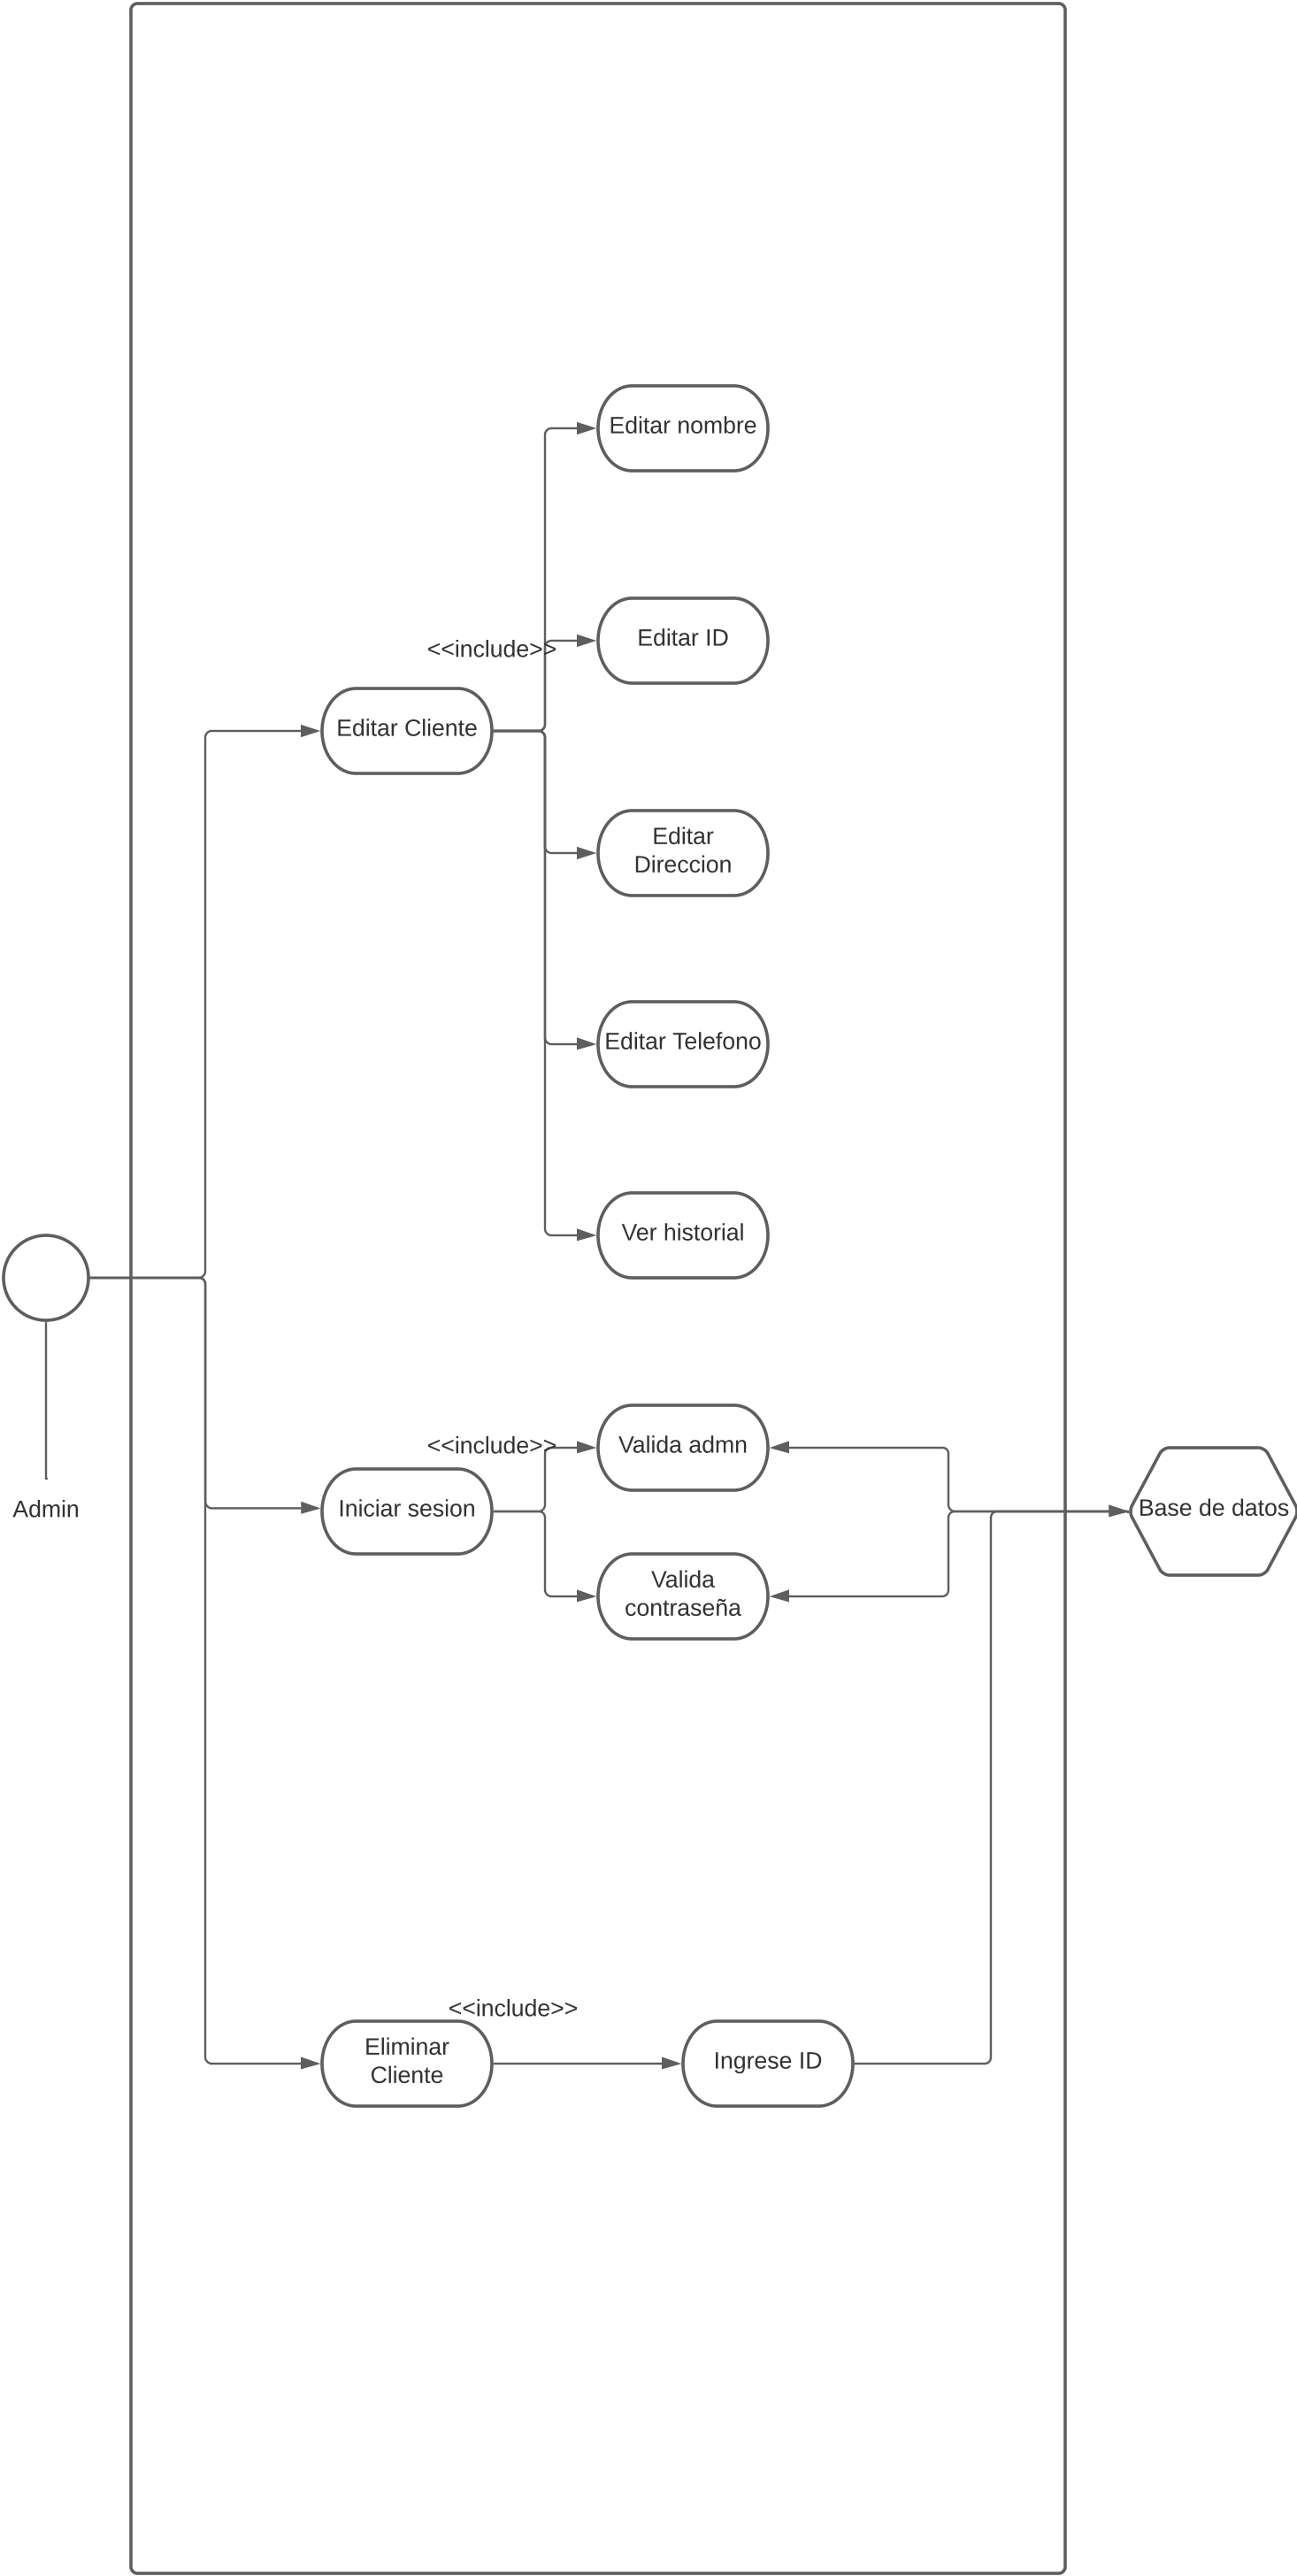 Editar nombre
<<include>>
Editar ID
Editar Cliente
Editar
Direccion
Editar Telefono
Ver historial
<<include>>
Valida admn
Admin
Iniciar sesion
Base de datos
Valida
contraseña
<<include>>
Eliminar
Cliente
Ingrese ID